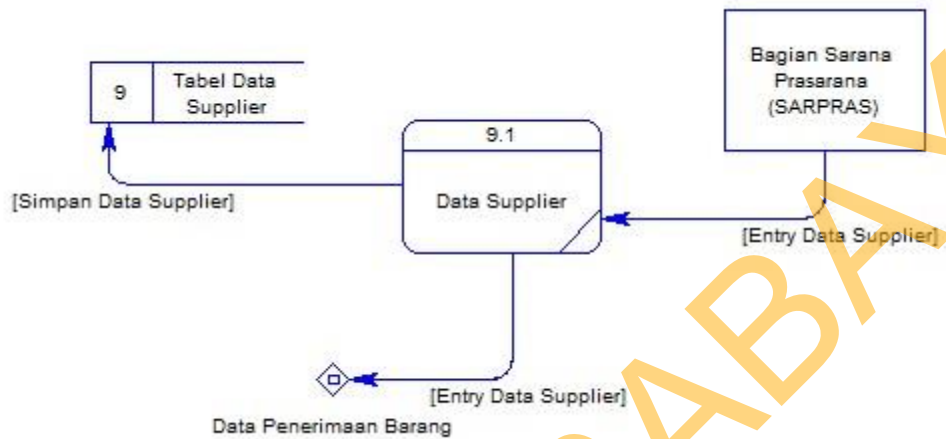 Bagian Sarana
Prasarana
(SARPRAS)
9
Tabel Data
Supplier
9.1
Data Supplier
[Simpan Data Supplier]
[Entry Data Supplier]
[Entry Data Supplier]
Data Penerimaan Barang
RABAYA